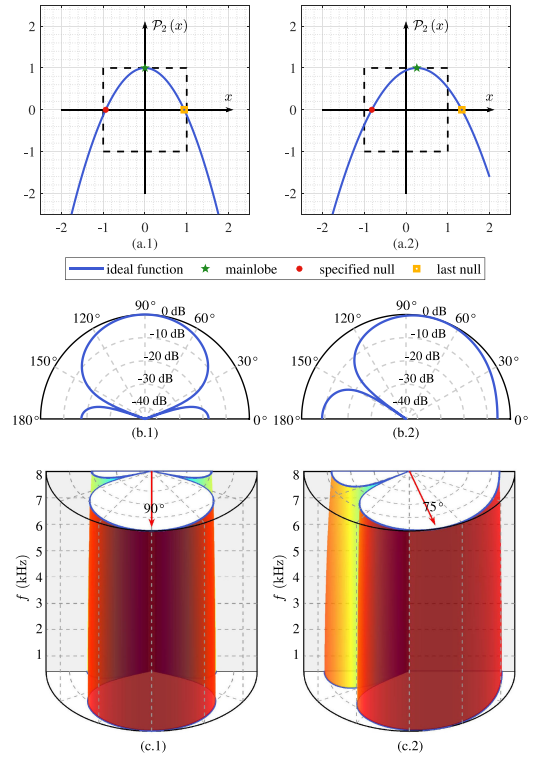 2
1
0
-1
-2
𝒫₂ (x)
x
-2 -1 0 1 2
(a.1)
2
1
0
-1
-2
𝒫₂ (x)
x
-2 -1 0 1 2
(a.2)
ideal function mainlobe specified null last null
90° 0 dB
120° 60°
-10 dB
150° -20 dB 30°
-30 dB
-40 dB
180° 0°
(b.1)
90° 0 dB
120° 60°
-10 dB
150° -20 dB 30°
-30 dB
-40 dB
180° 0°
(b.2)
8
7
6
5
4
3
2
1
f (kHz)
90°
(c.1)
8
7
6
5
4
3
2
1
f (kHz)
75°
(c.2)